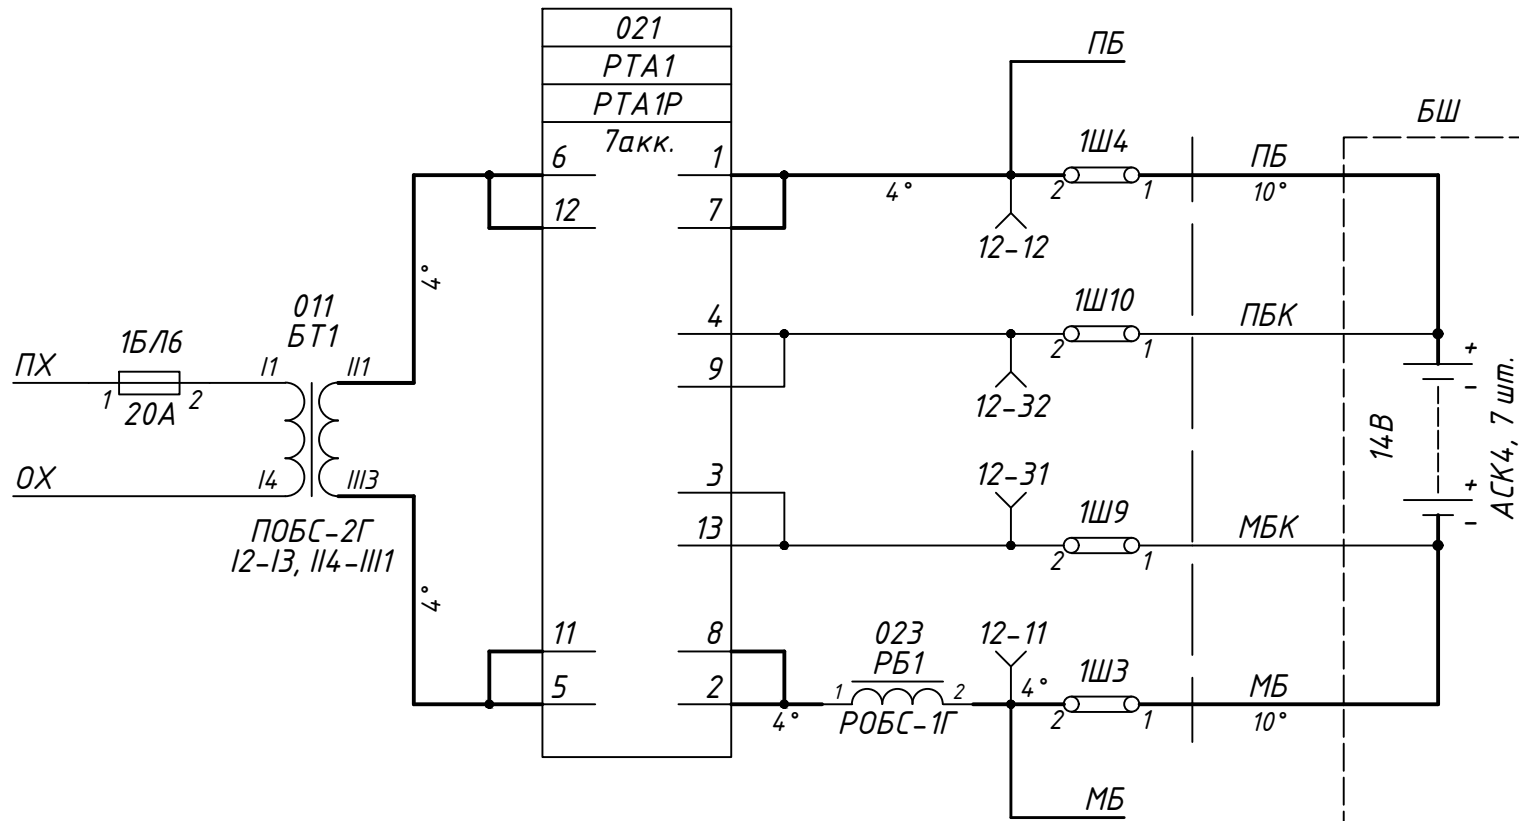 021
РТА1
РТА1Р
7акк.
6
12
11
5
1
7
4
9
3
13
8
2
ПХ
ОХ
1БЛ6
1
2
20А
011
БТ1
I1
I4
II1
III3
ПОБС-2Г
I2-I3, II4-III1
4°
4°
ПБ
4°
12-12
1Ш4
2
1
ПБ
10°
12-32
1Ш10
2
1
ПБК
12-31
1Ш9
2
1
МБК
023
РБ1
1
2
РОБС-1Г
4°
12-11
4°
1Ш3
2
1
МБ
10°
МБ
БШ
14В
+
-
+
-
АСК4, 7 шт.